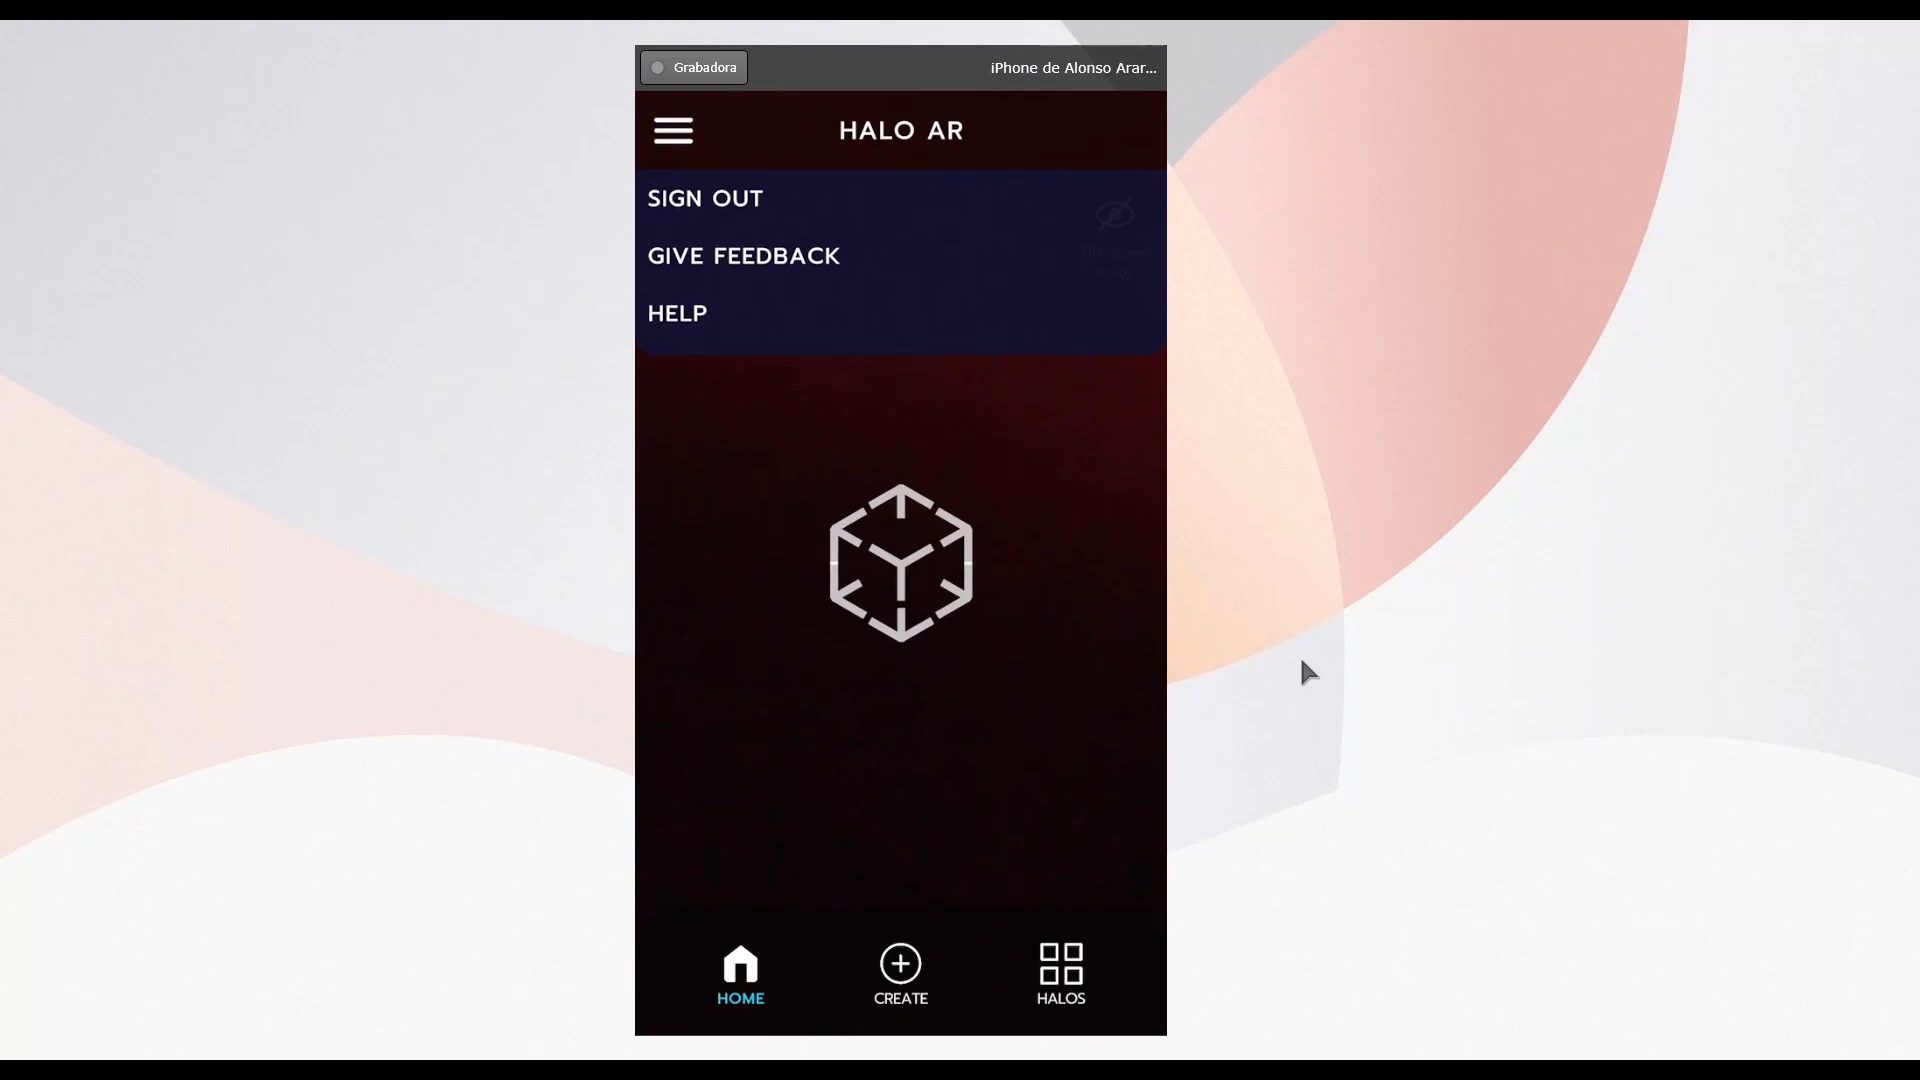 Grabadora
iPhone de Alonso Arar...
HALO AR
SIGN OUT
GIVE FEEDBACK
HELP
HOME
CREATE
HALOS